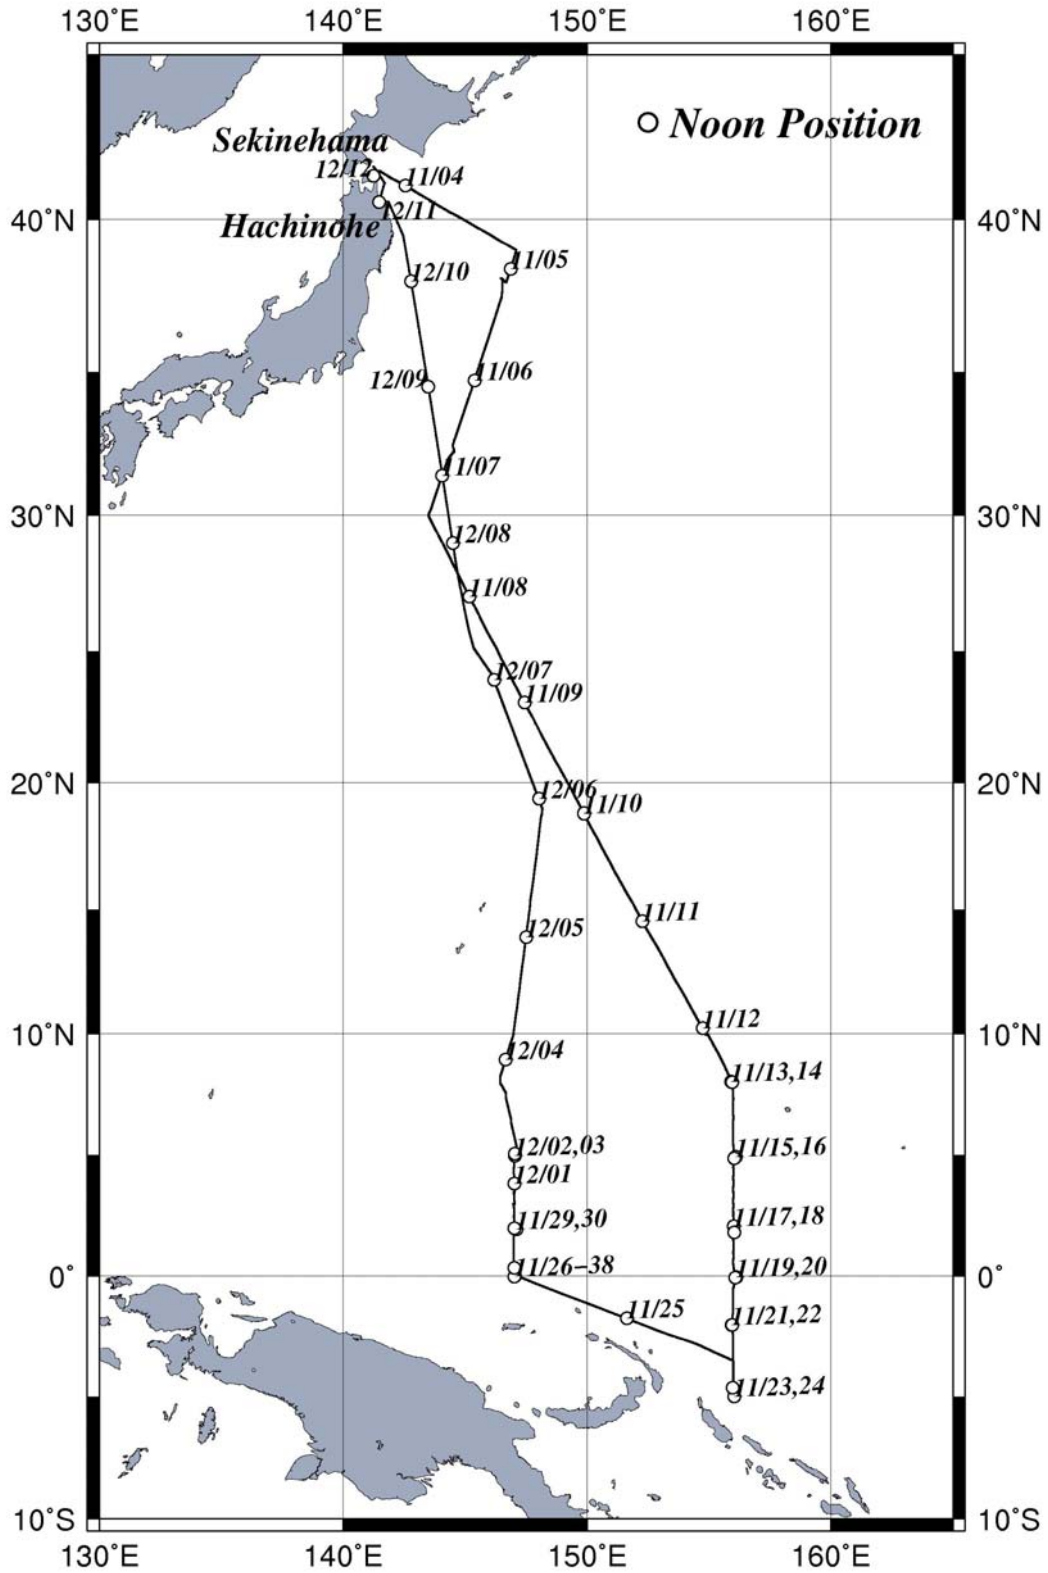 130˚E 140˚E 150˚E 160˚E
Noon Position
Sekinehama
12/12 11/04
12/11
40˚N 40˚N
Hachinohe
11/05
12/10
11/06
12/09
11/07
30˚N 30˚N
12/08
11/08
12/07
11/09
20˚N 20˚N
12/06
11/10
11/11
12/05
11/12
10˚N 10˚N
12/04
11/13,14
12/02,03 11/15,16
12/01
11/29,30 11/17,18
11/26–38 11/19,20
0˚ 0˚
11/25 11/21,22
11/23,24
10˚S 10˚S
130˚E 140˚E 150˚E 160˚E